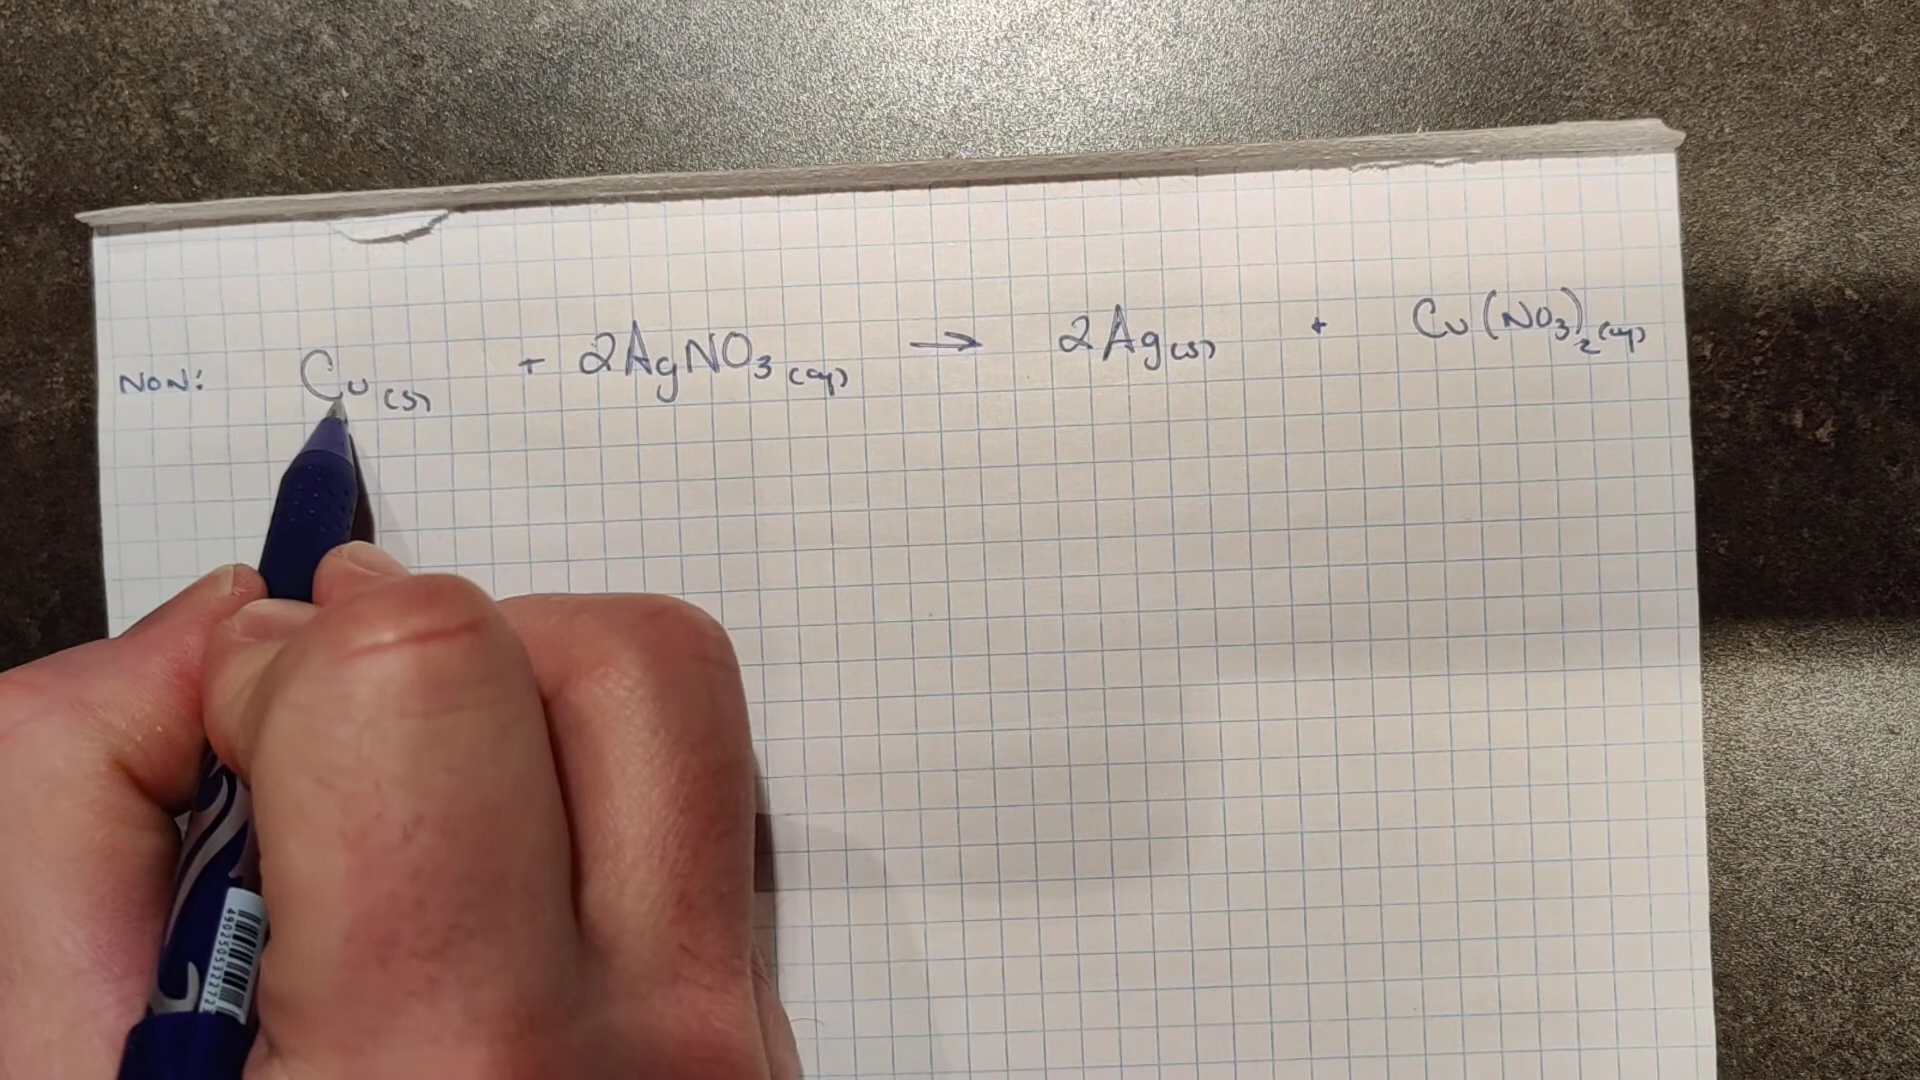 NON: Cu(s) + 2AgNO3(aq) → 2Ag(s) + Cu(NO3)2(aq)